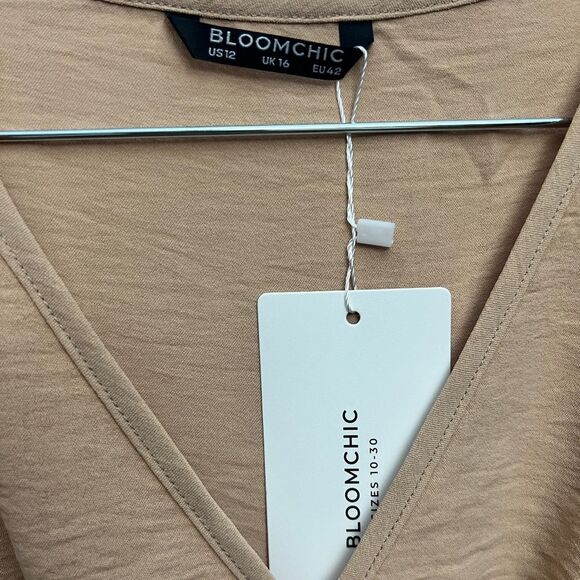 BLOOMCHIC
US12 UK16 EU42
BLOOMCHIC
SIZES 10-30